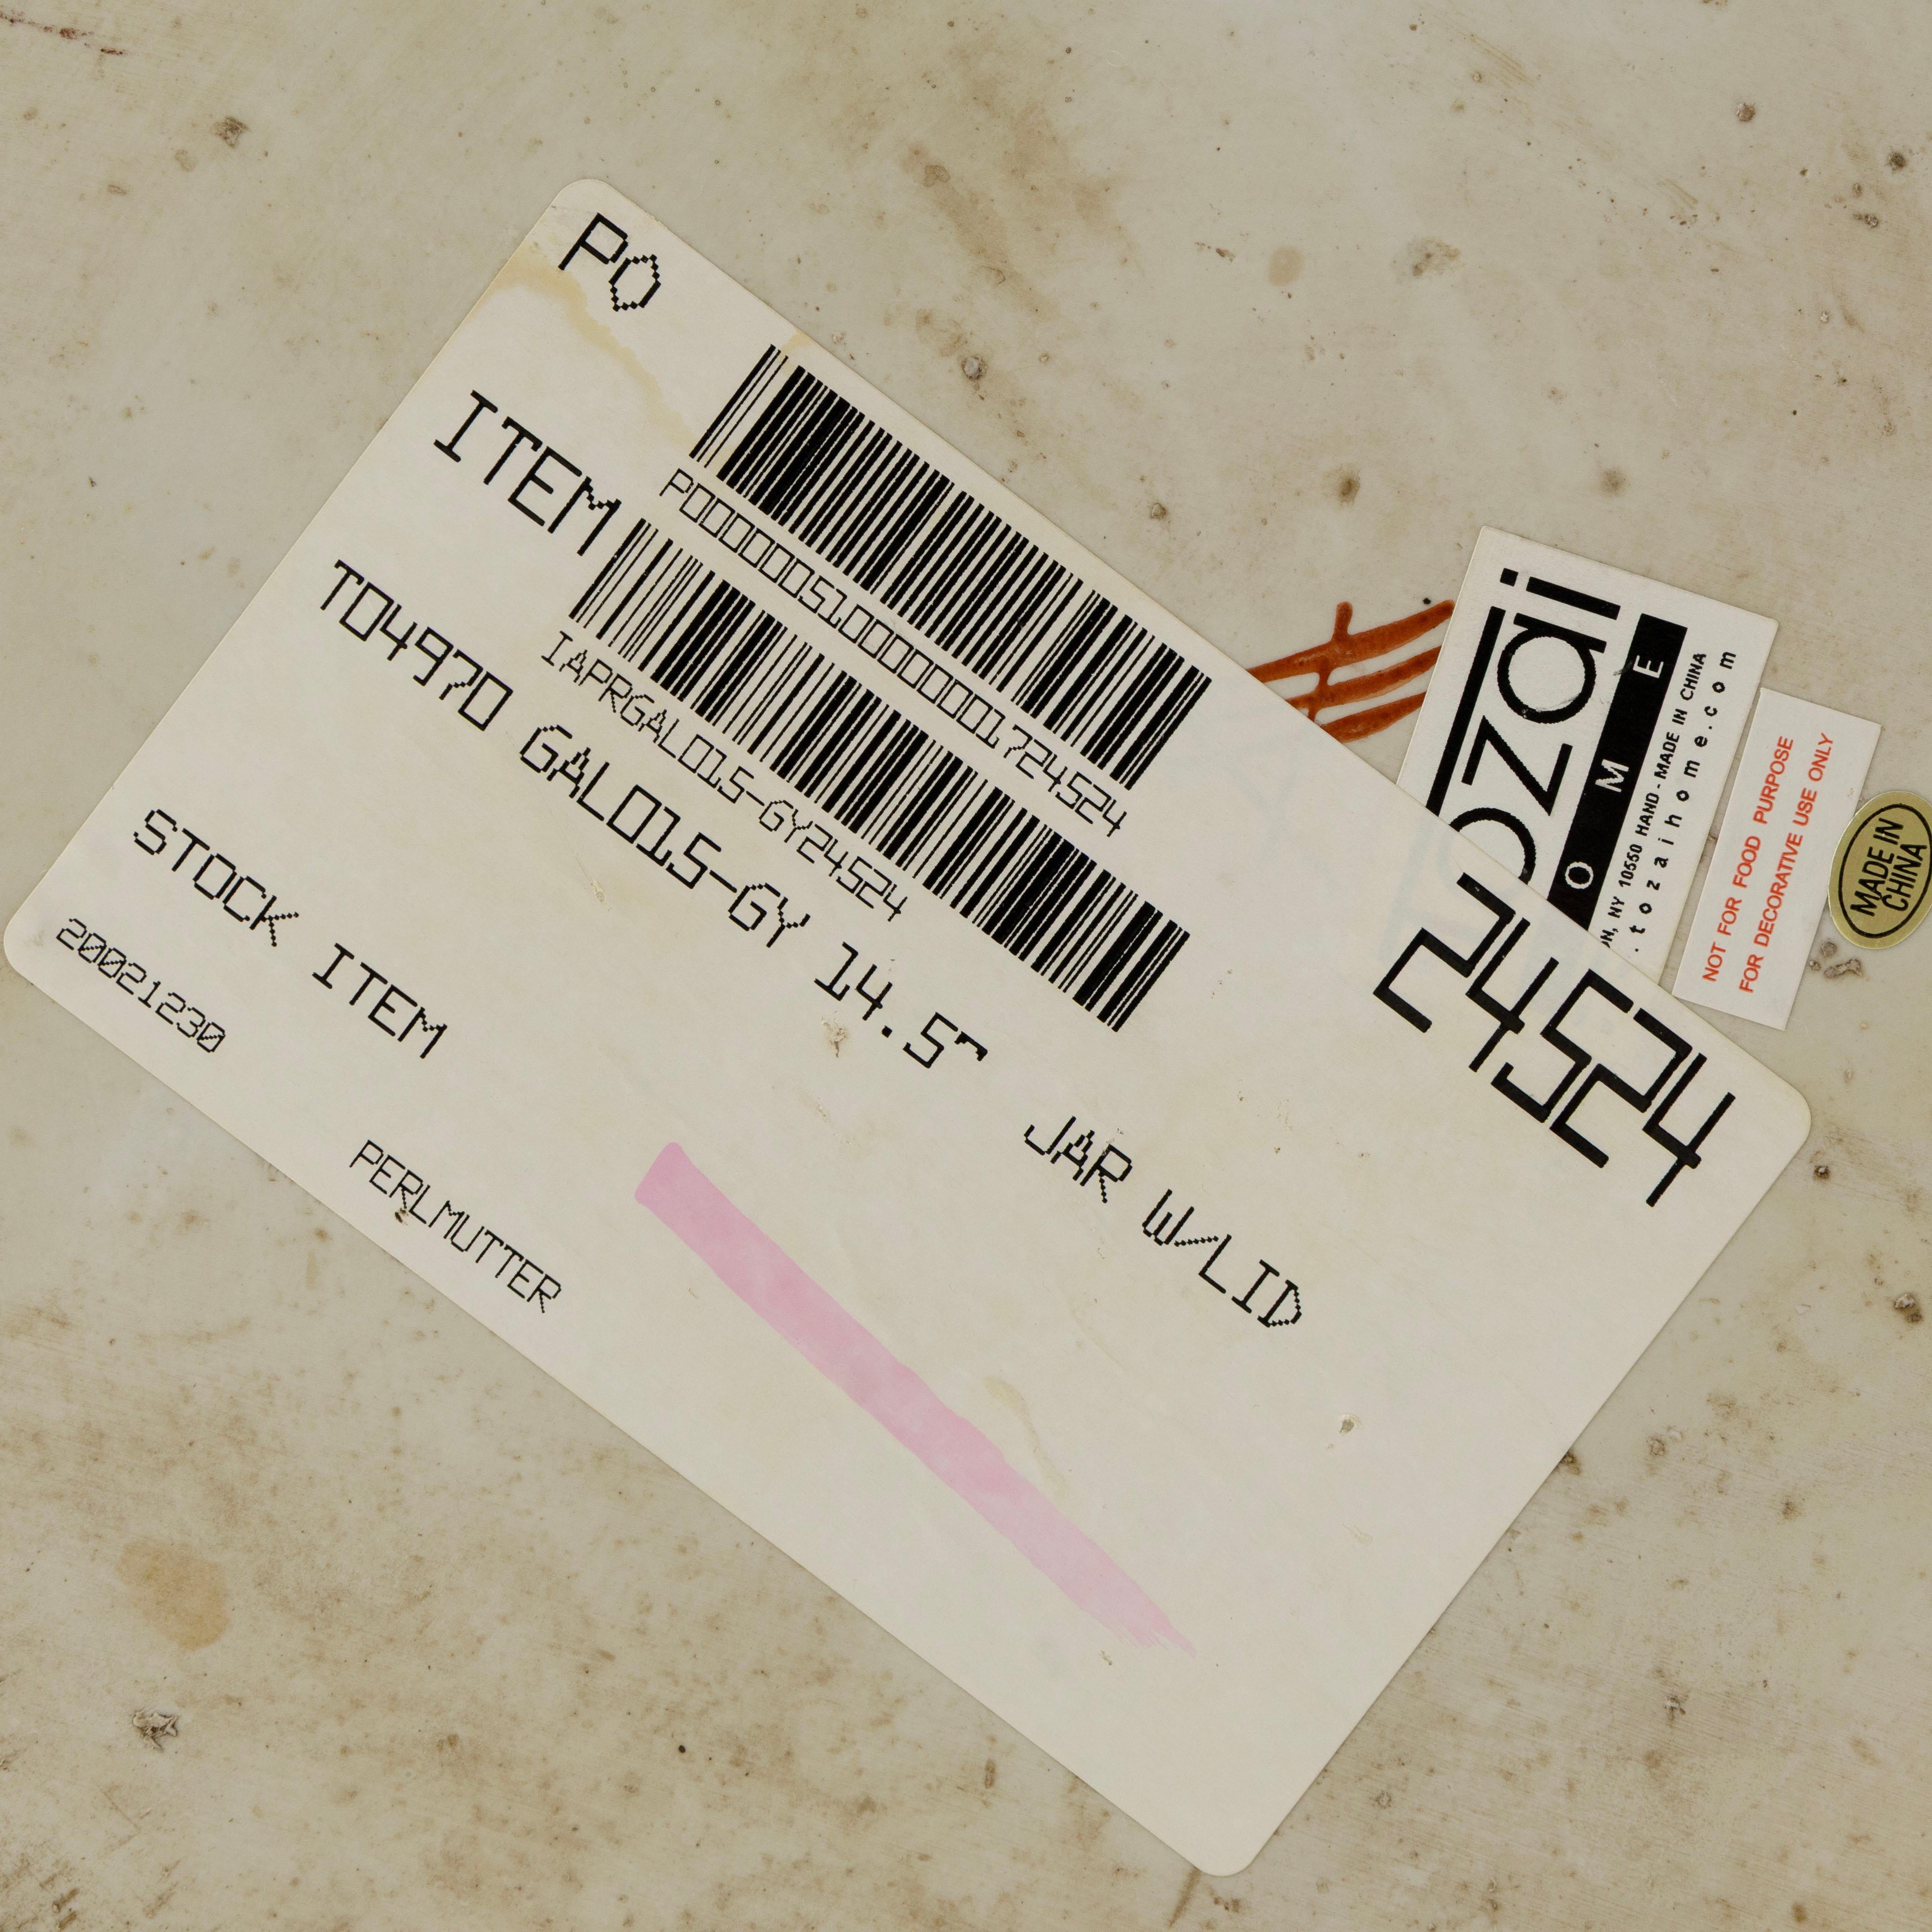 PO
P0000005100000001724524
ITEM
IAPRGAL015-GY24524
TO4970 GAL015-GY 14.5" JAR W/LID
24524
STOCK ITEM
20021230
PERLMUTTER
ozai
O M E
N, NY 10550 HAND - MADE IN CHINA
.tozaihome.com
NOT FOR FOOD PURPOSE
FOR DECORATIVE USE ONLY
MADE IN
CHINA